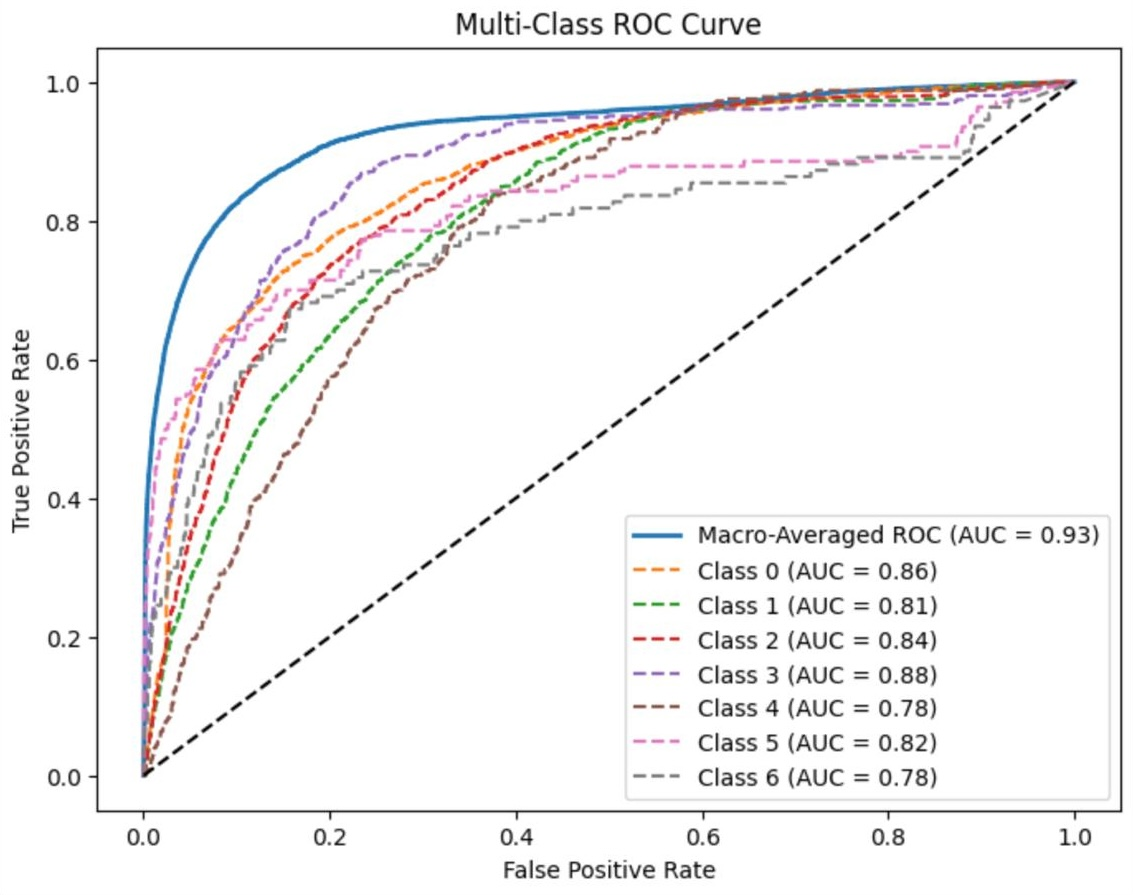 Multi-Class ROC Curve
True Positive Rate
1.0
0.8
0.6
0.4
0.2
0.0
Macro-Averaged ROC (AUC = 0.93)
Class 0 (AUC = 0.86)
Class 1 (AUC = 0.81)
Class 2 (AUC = 0.84)
Class 3 (AUC = 0.88)
Class 4 (AUC = 0.78)
Class 5 (AUC = 0.82)
Class 6 (AUC = 0.78)
0.0 0.2 0.4 0.6 0.8 1.0
False Positive Rate